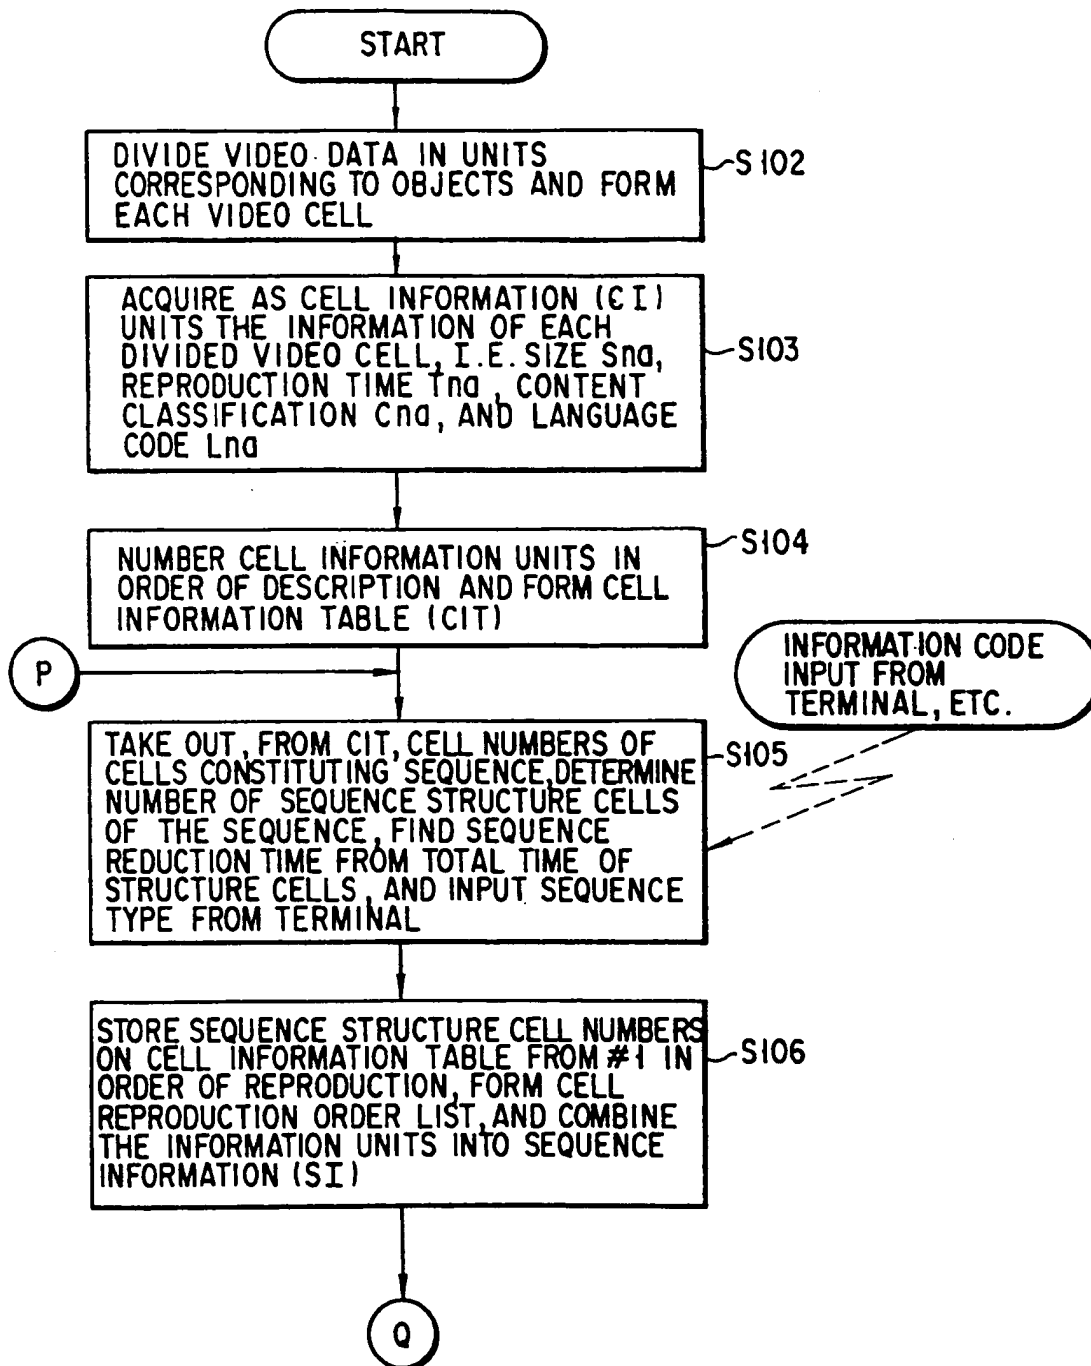 START
DIVIDE VIDEO DATA IN UNITS
CORRESPONDING TO OBJECTS AND FORM
EACH VIDEO CELL
S102
ACQUIRE AS CELL INFORMATION (CI)
UNITS THE INFORMATION OF EACH
DIVIDED VIDEO CELL, I.E. SIZE Sna,
REPRODUCTION TIME Tna, CONTENT
CLASSIFICATION Cna, AND LANGUAGE
CODE Lna
S103
NUMBER CELL INFORMATION UNITS IN
ORDER OF DESCRIPTION AND FORM CELL
INFORMATION TABLE (CIT)
S104
P
INFORMATION CODE
INPUT FROM
TERMINAL, ETC.
TAKE OUT, FROM CIT, CELL NUMBERS OF
CELLS CONSTITUTING SEQUENCE, DETERMINE
NUMBER OF SEQUENCE STRUCTURE CELLS
OF THE SEQUENCE, FIND SEQUENCE
REDUCTION TIME FROM TOTAL TIME OF
STRUCTURE CELLS, AND INPUT SEQUENCE
TYPE FROM TERMINAL
S105
STORE SEQUENCE STRUCTURE CELL NUMBERS
ON CELL INFORMATION TABLE FROM #1 IN
ORDER OF REPRODUCTION, FORM CELL
REPRODUCTION ORDER LIST, AND COMBINE
THE INFORMATION UNITS INTO SEQUENCE
INFORMATION (SI)
S106
Q